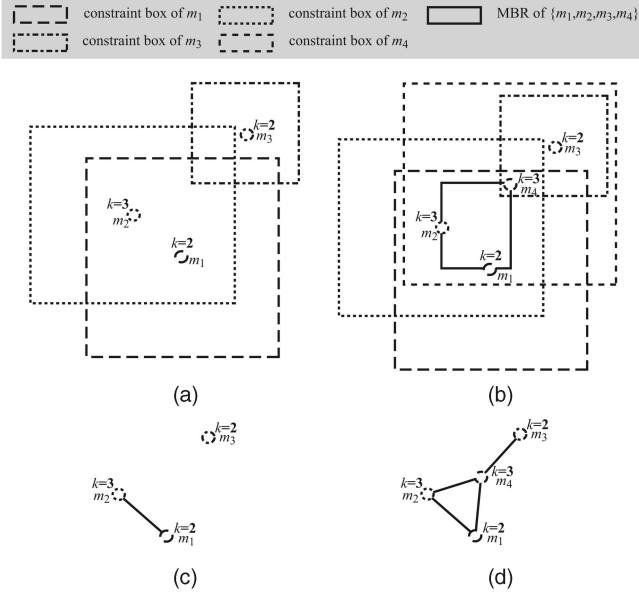 constraint box of m1 constraint box of m2 MBR of {m1,m2,m3,m4}
constraint box of m3 constraint box of m4
k=2
m3
k=3
m2
k=2
m1
(a)
k=2
m3
k=3
m4
k=3
m2
k=2
m1
(b)
k=2
m3
k=3
m2
k=2
m1
(c)
k=2
m3
k=3
m4
k=3
m2
k=2
m1
(d)